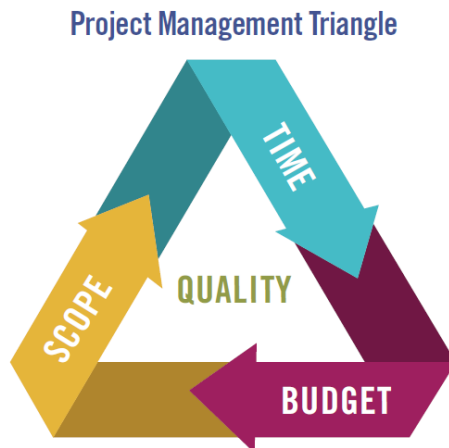 Project Management Triangle
TIME
QUALITY
SCOPE
BUDGET